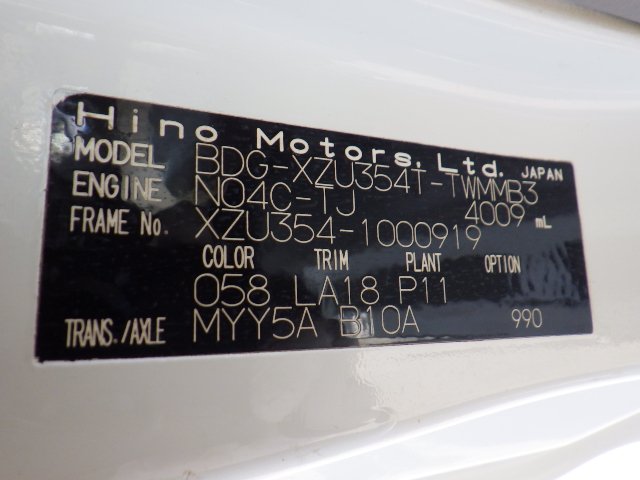 Hino Motors, Ltd. JAPAN
MODEL BDG-XZU354T-TWMMB3
ENGINE N04C-TJ 4009 mL
FRAME No. XZU354-1000919
COLOR TRIM PLANT OPTION
058 LA18 P11
TRANS./AXLE MYY5A B10A 990